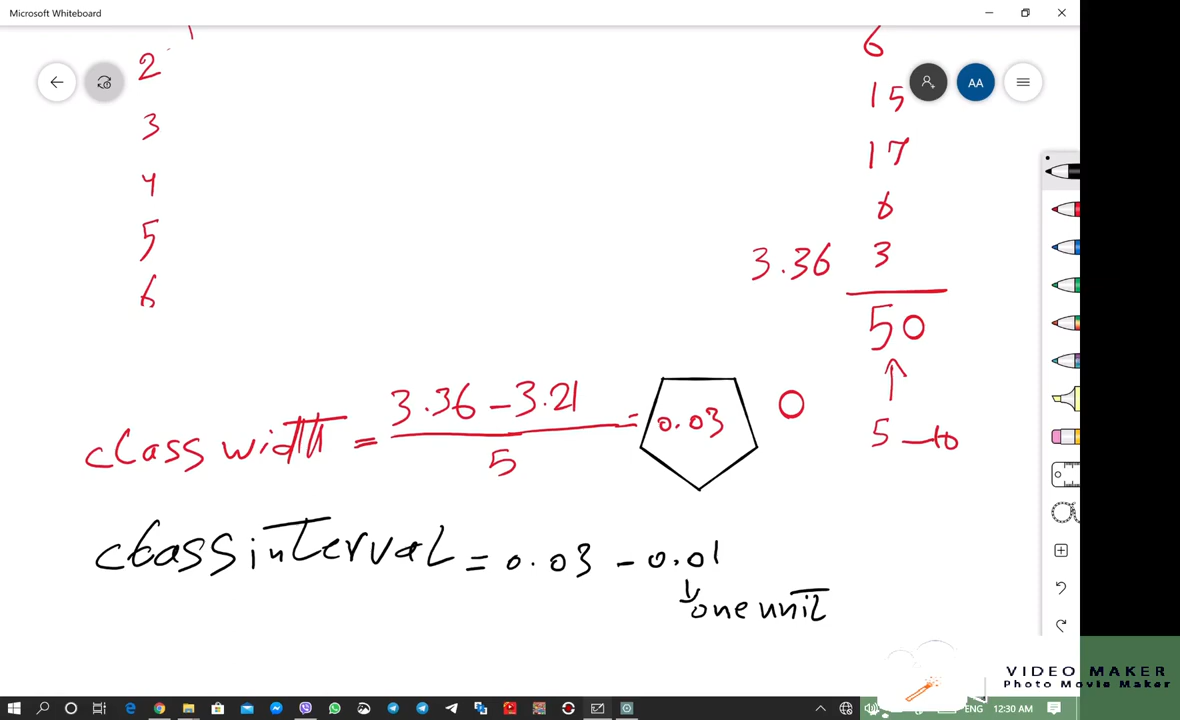 Microsoft Whiteboard
6
2
AA
15
3
17
4
6
5
3.36 3
6
50
class width = 3.36 - 3.21 / 5 = 0.03 0
5 - 10
class interval = 0.03 - 0.01
one unit
VIDEO MAKER
Photo Movie Maker
ENG 12:30 AM